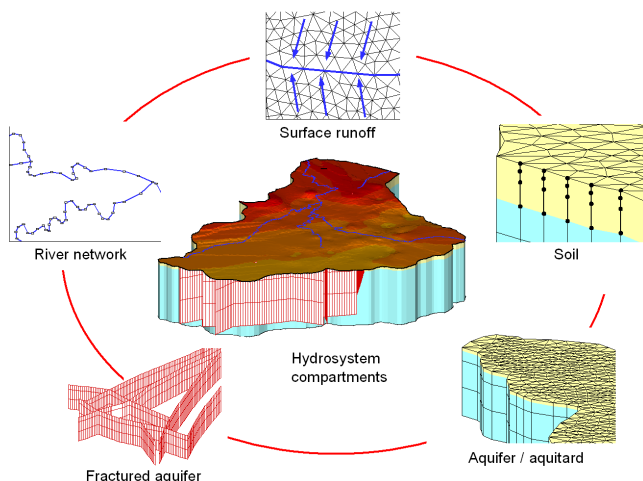 Surface runoff
River network
Soil
Hydrosystem
compartments
Fractured aquifer
Aquifer / aquitard